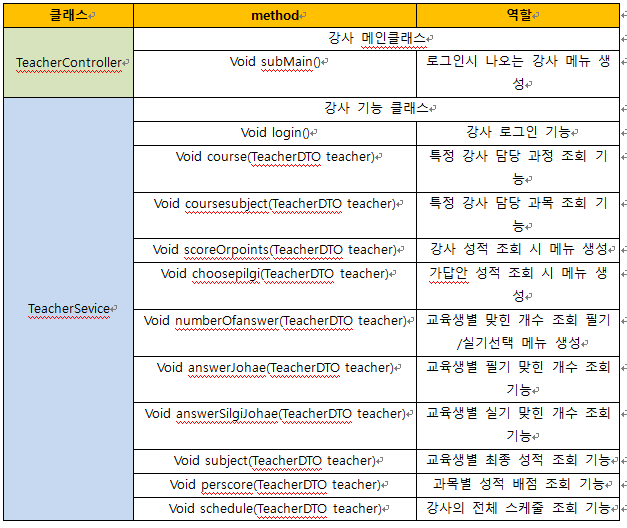 클래스 method 역할
TeacherController
강사 메인클래스
Void subMain()
로그인시 나오는 강사 메뉴 생
성
TeacherSevice
강사 기능 클래스
Void login()
강사 로그인 기능
Void course(TeacherDTO teacher)
특정 강사 담당 과정 조회 기
능
Void coursesubject(TeacherDTO teacher)
특정 강사 담당 과목 조회 기
능
Void scoreOrpoints(TeacherDTO teacher)
강사 성적 조회 시 메뉴 생성
Void choosepilgi(TeacherDTO teacher)
가답안 성적 조회 시 메뉴 생
성
Void numberOfanswer(TeacherDTO teacher)
교육생별 맞힌 개수 조회 필기
/실기선택 메뉴 생성
Void answerJohae(TeacherDTO teacher)
교육생별 필기 맞힌 개수 조회
기능
Void answerSilgiJohae(TeacherDTO teacher)
교육생별 실기 맞힌 개수 조회
기능
Void subject(TeacherDTO teacher)
교육생별 최종 성적 조회 기능
Void perscore(TeacherDTO teacher)
과목별 성적 배점 조회 기능
Void schedule(TeacherDTO teacher)
강사의 전체 스케줄 조회 기능